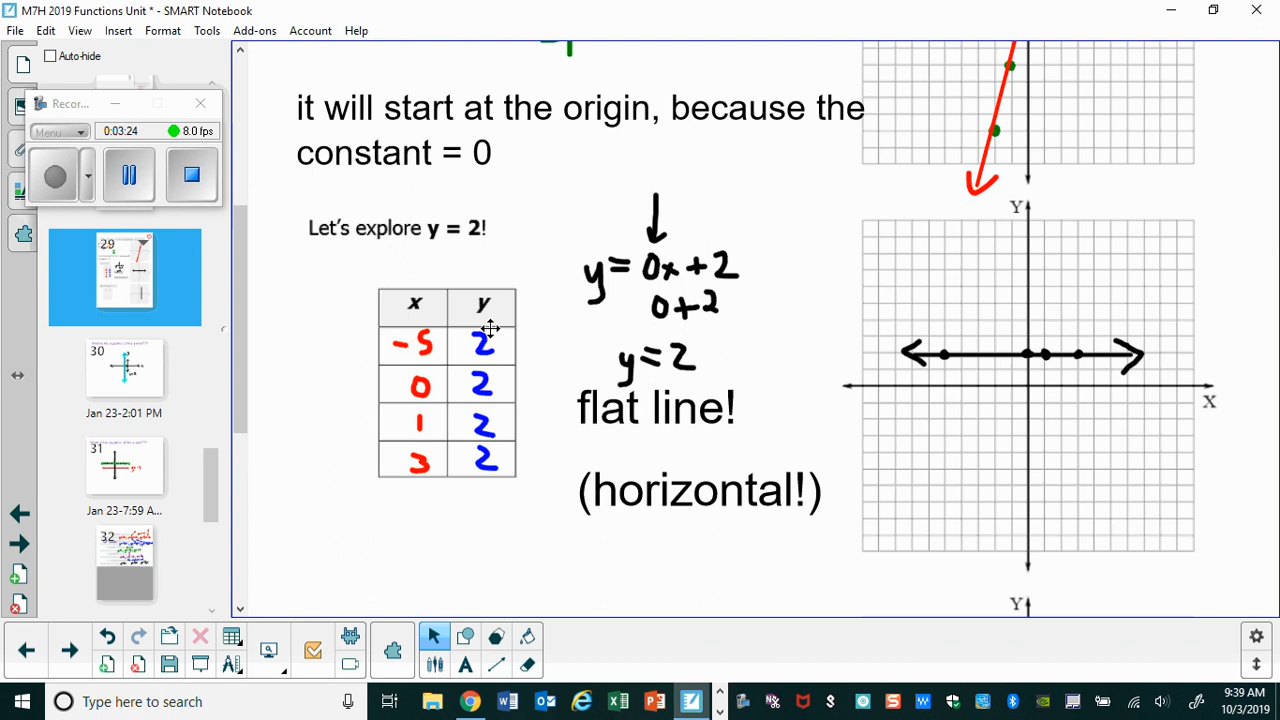 M7H 2019 Functions Unit * - SMART Notebook
File Edit View Insert Format Tools Add-ons Account Help
Auto-hide
Recor...
Menu 0:03:24 8.0 fps
29
30
Jan 23-2:01 PM
31
Jan 23-7:59 A...
32
it will start at the origin, because the
constant = 0
Let's explore y = 2!
x y
-5 2
0 2
1 2
3 2
y=0x+2
0+2
y=2
flat line!
(horizontal!)
Y
X
Y
Type here to search
9:39 AM
10/3/2019